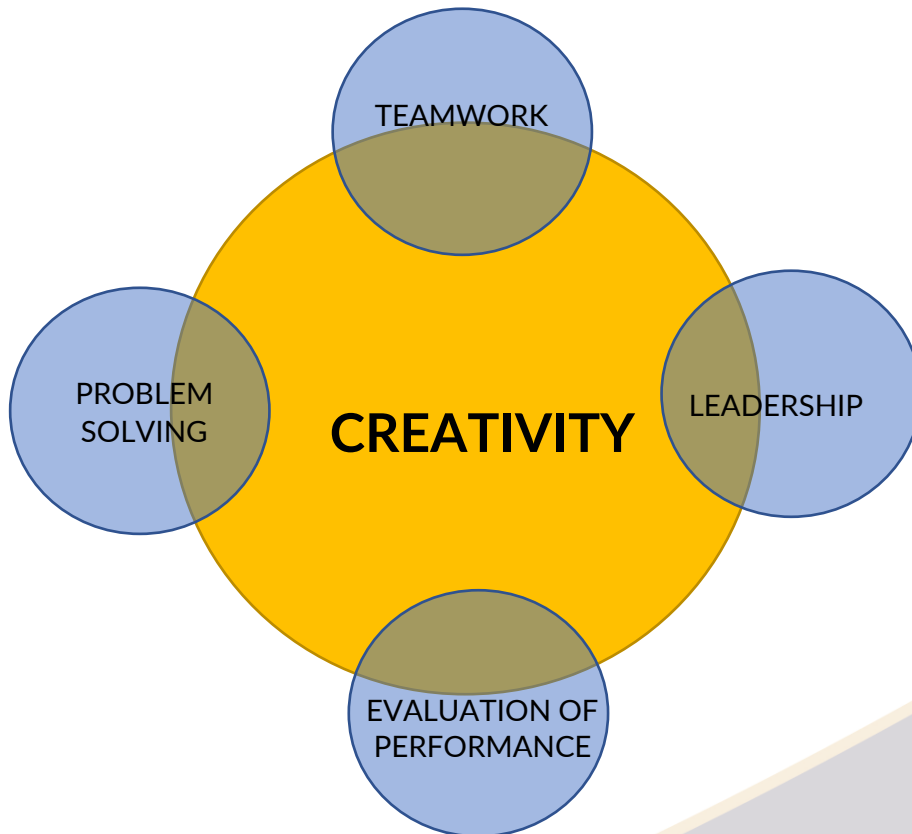 TEAMWORK
PROBLEM
SOLVING
CREATIVITY
LEADERSHIP
EVALUATION OF
PERFORMANCE